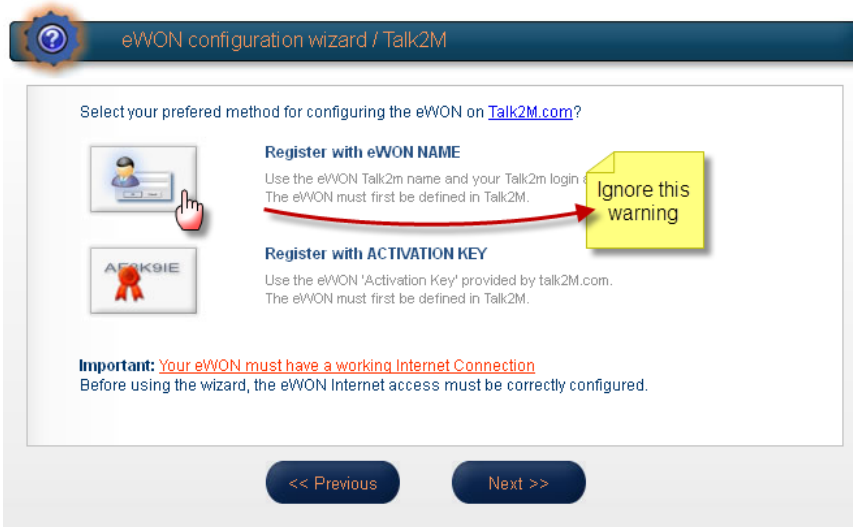 eWON configuration wizard / Talk2M
Select your prefered method for configuring the eWON on Talk2M.com?
Register with eWON NAME
Use the eWON Talk2m name and your Talk2m login
The eWON must first be defined in Talk2M.
Ignore this
warning
AF9K9IE
Register with ACTIVATION KEY
Use the eWON 'Activation Key' provided by talk2M.com.
The eWON must first be defined in Talk2M.
Important: Your eWON must have a working Internet Connection
Before using the wizard, the eWON Internet access must be correctly configured.
<< Previous
Next >>